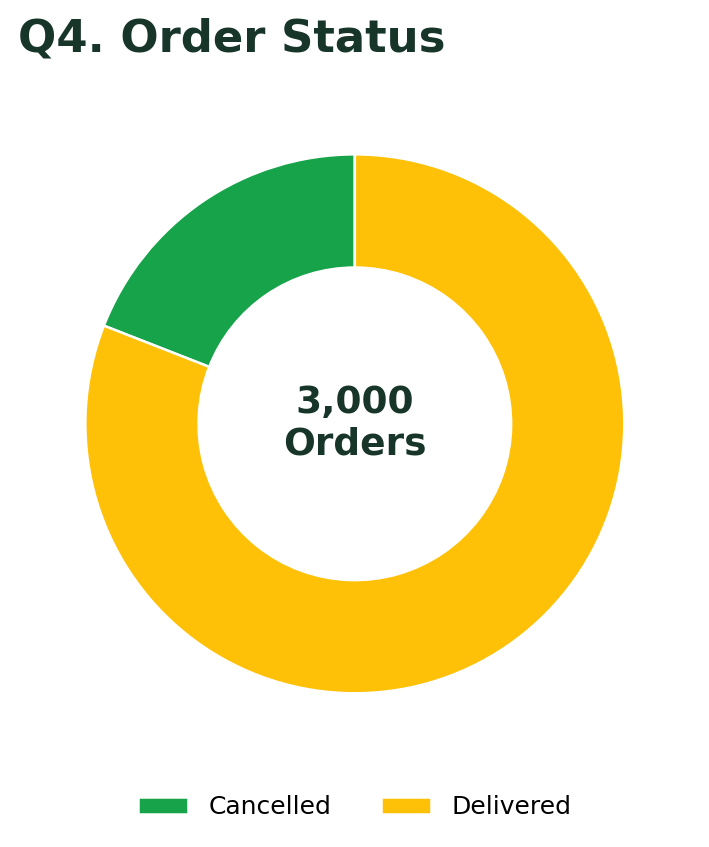 Q4. Order Status
3,000
Orders
Cancelled
Delivered